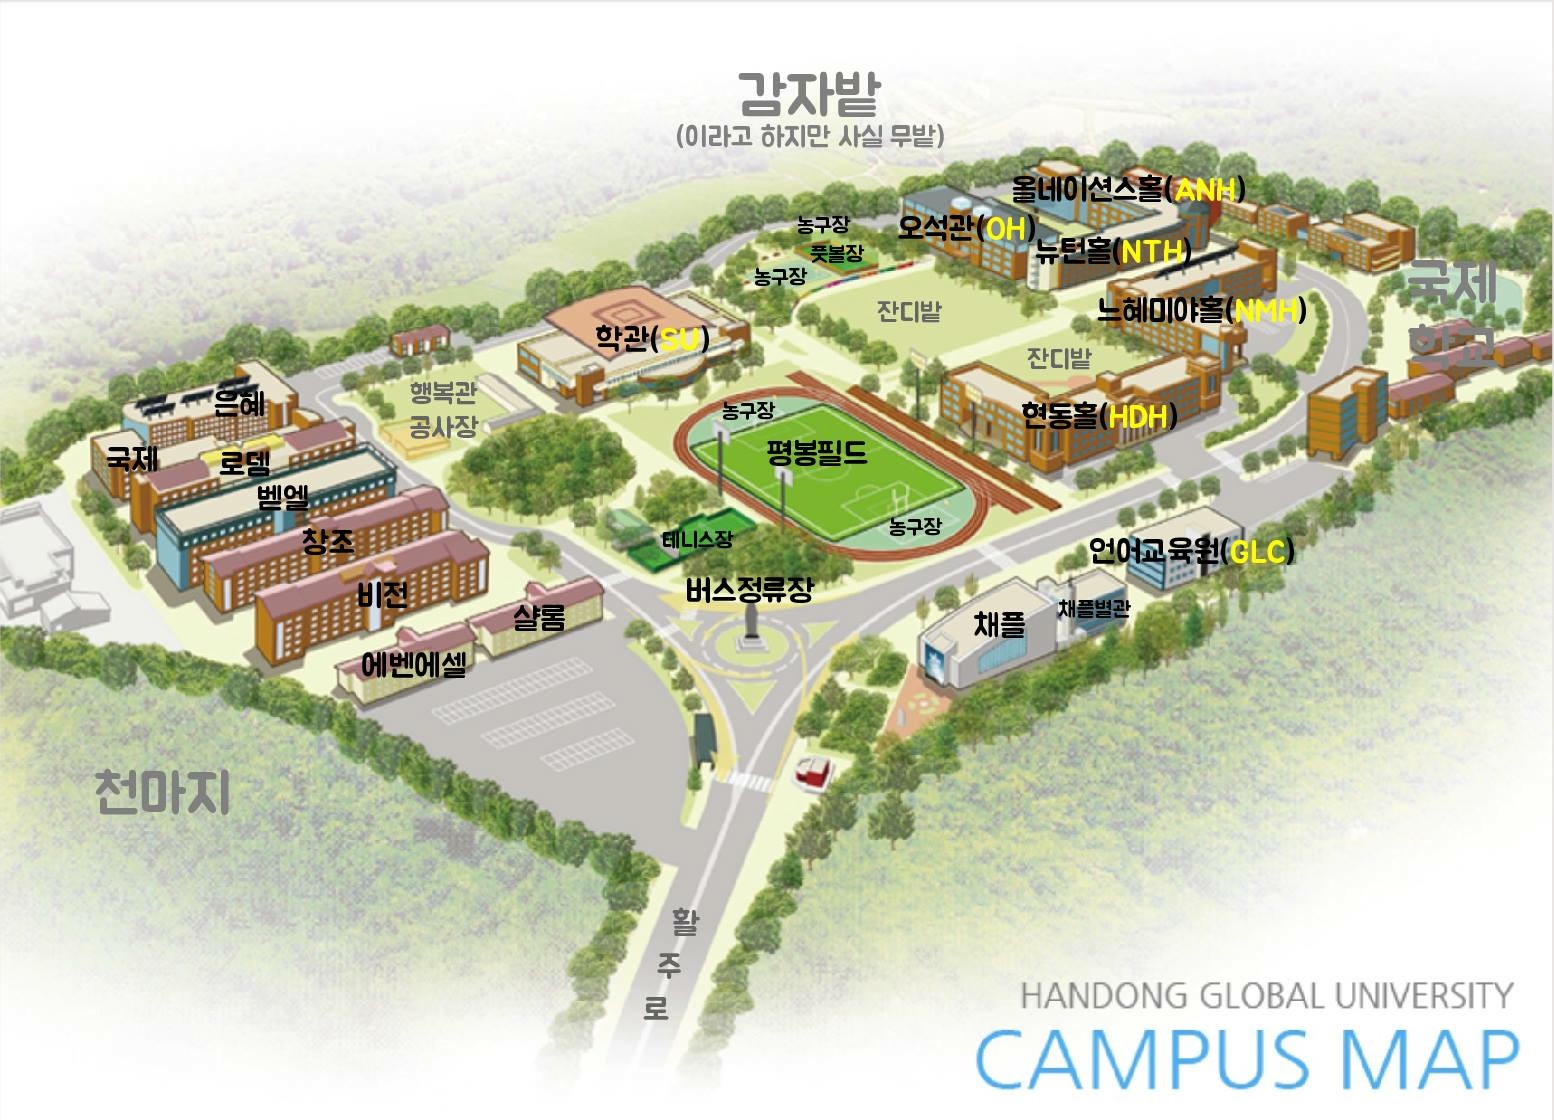 감자밭
(이라고 하지만 사실 무밭)
올네이션스홀(ANH)
농구장
오석관(OH)
풋볼장
뉴턴홀(NTH)
농구장
국제
학교
잔디밭
느헤미야홀(NMH)
학관(SU)
잔디밭
행복관
공사장
은혜
농구장
현동홀(HDH)
국제
로뎀
평봉필드
벧엘
농구장
창조
테니스장
언어교육원(GLC)
비전
버스정류장
샬롬
채플
채플별관
에벤에셀
천마지
활
주
로
HANDONG GLOBAL UNIVERSITY
CAMPUS MAP